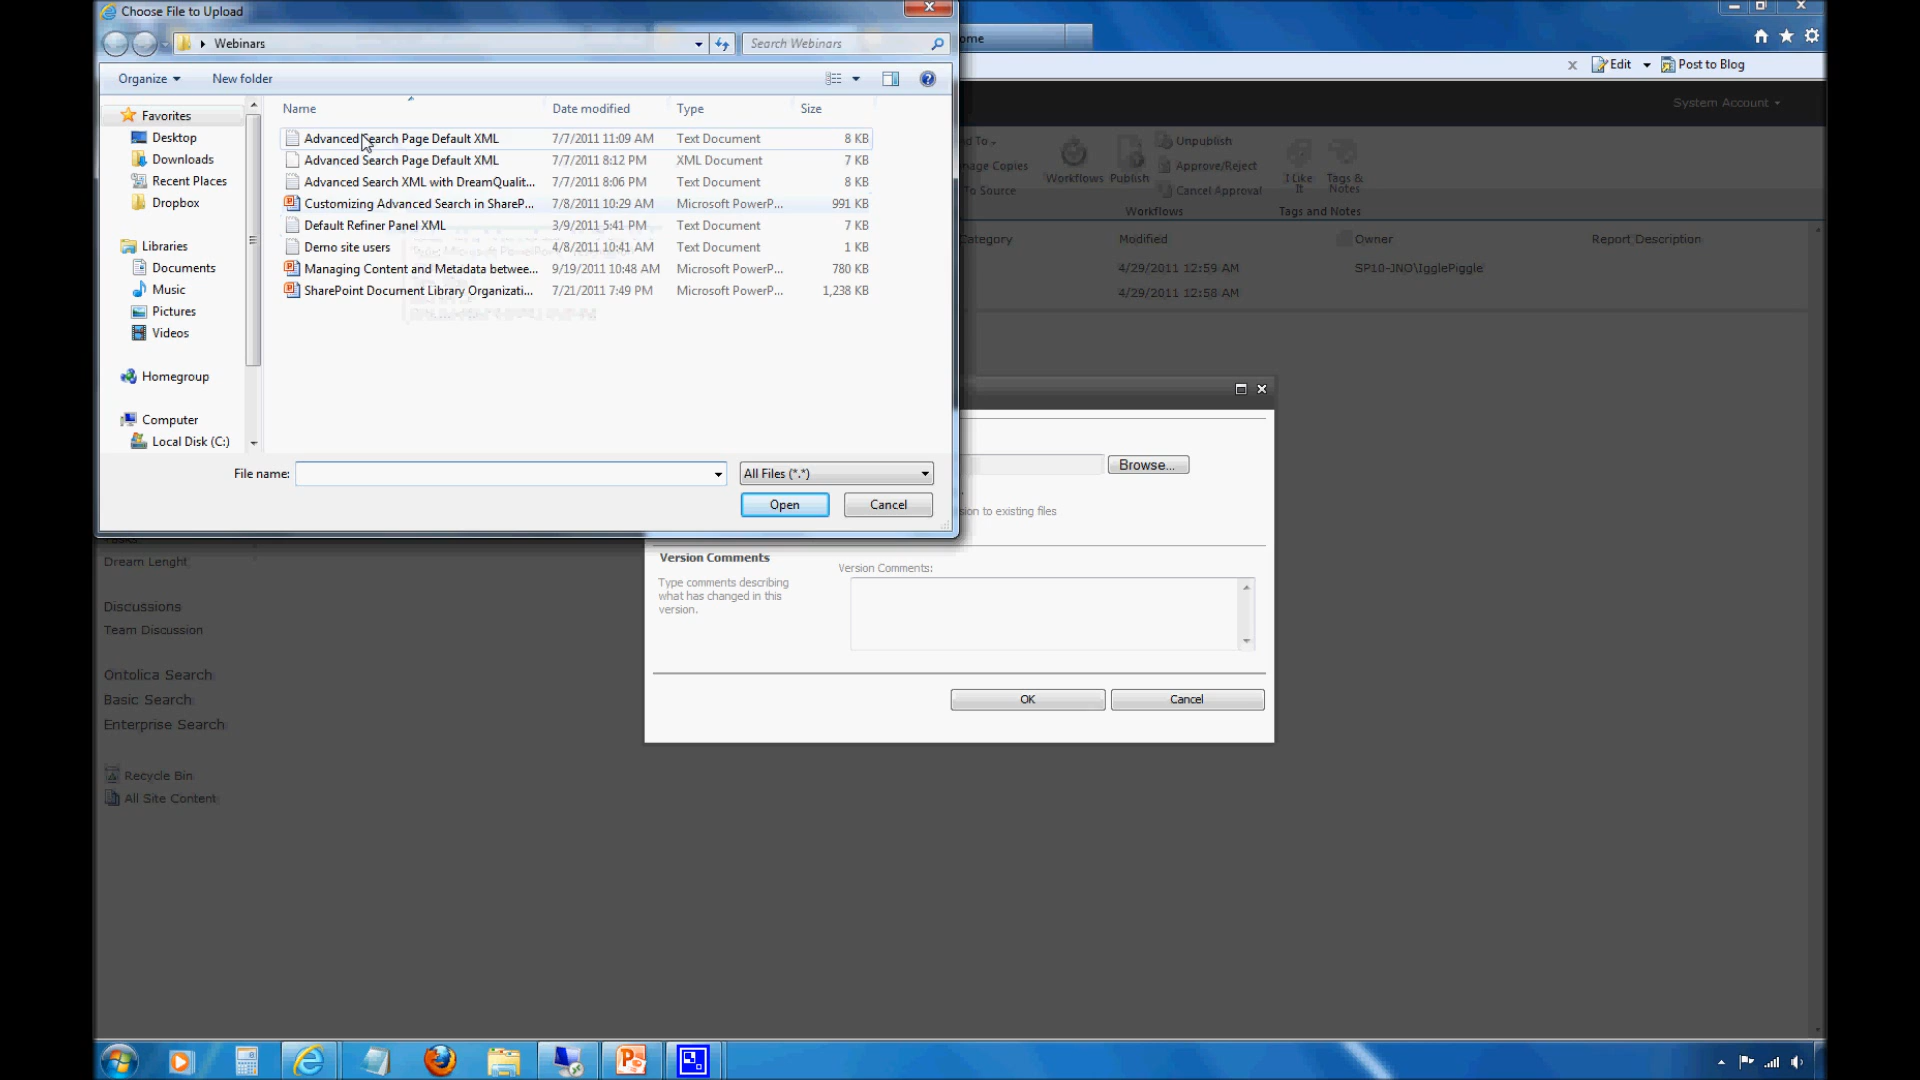 Choose File to Upload
Webinars
Search Webinars
Organize
New folder
Name
Date modified
Type
Size
Favorites
Desktop
Downloads
Recent Places
Dropbox
Libraries
Documents
Music
Pictures
Videos
Homegroup
Computer
Local Disk (C:)
Advanced Search Page Default XML 7/7/2011 11:09 AM Text Document 8 KB
Advanced Search Page Default XML 7/7/2011 8:12 PM XML Document 7 KB
Advanced Search XML with DreamQualit... 7/7/2011 8:06 PM Text Document 8 KB
Customizing Advanced Search in ShareP... 7/8/2011 10:29 AM Microsoft PowerP... 991 KB
Default Refiner Panel XML 3/9/2011 5:41 PM Text Document 7 KB
Demo site users 4/8/2011 10:41 AM Text Document 1 KB
Managing Content and Metadata betwee... 9/19/2011 10:48 AM Microsoft PowerP... 780 KB
SharePoint Document Library Organizati... 7/21/2011 7:49 PM Microsoft PowerP... 1,238 KB
File name:
All Files (*.*)
Open
Cancel
Edit
Post to Blog
System Account
Copies
To Source
Workflows
Publish
Unpublish
Approve/Reject
Cancel Approval
I Like It
Tags & Notes
Workflows
Tags and Notes
Category
Modified
Owner
Report Description
4/29/2011 12:59 AM
SP10-JNO\IgglePiggle
4/29/2011 12:58 AM
Browse...
to existing files
Version Comments
Type comments describing
what has changed in this
version.
Version Comments:
OK
Cancel
Dream Lenght
Discussions
Team Discussion
Ontolica Search
Basic Search
Enterprise Search
Recycle Bin
All Site Content